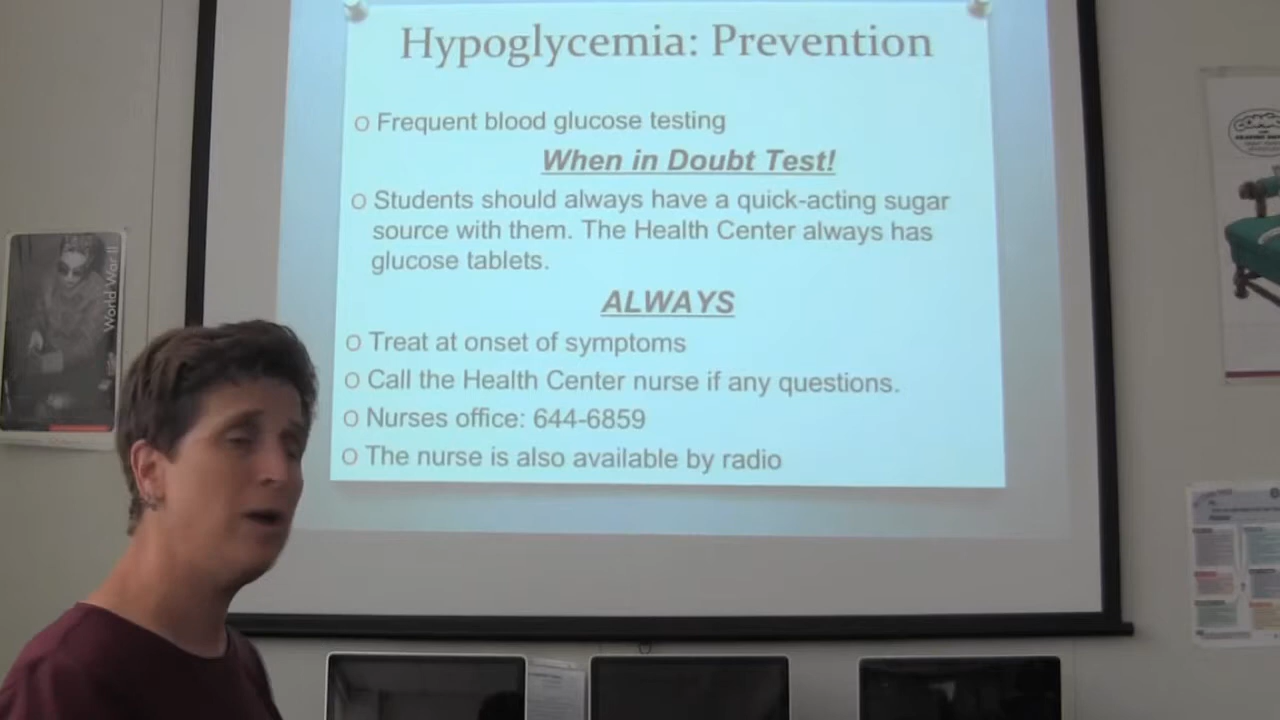 Hypoglycemia: Prevention
o Frequent blood glucose testing
When in Doubt Test!
o Students should always have a quick-acting sugar
source with them. The Health Center always has
glucose tablets.
ALWAYS
o Treat at onset of symptoms
o Call the Health Center nurse if any questions.
o Nurses office: 644-6859
o The nurse is also available by radio
World War II